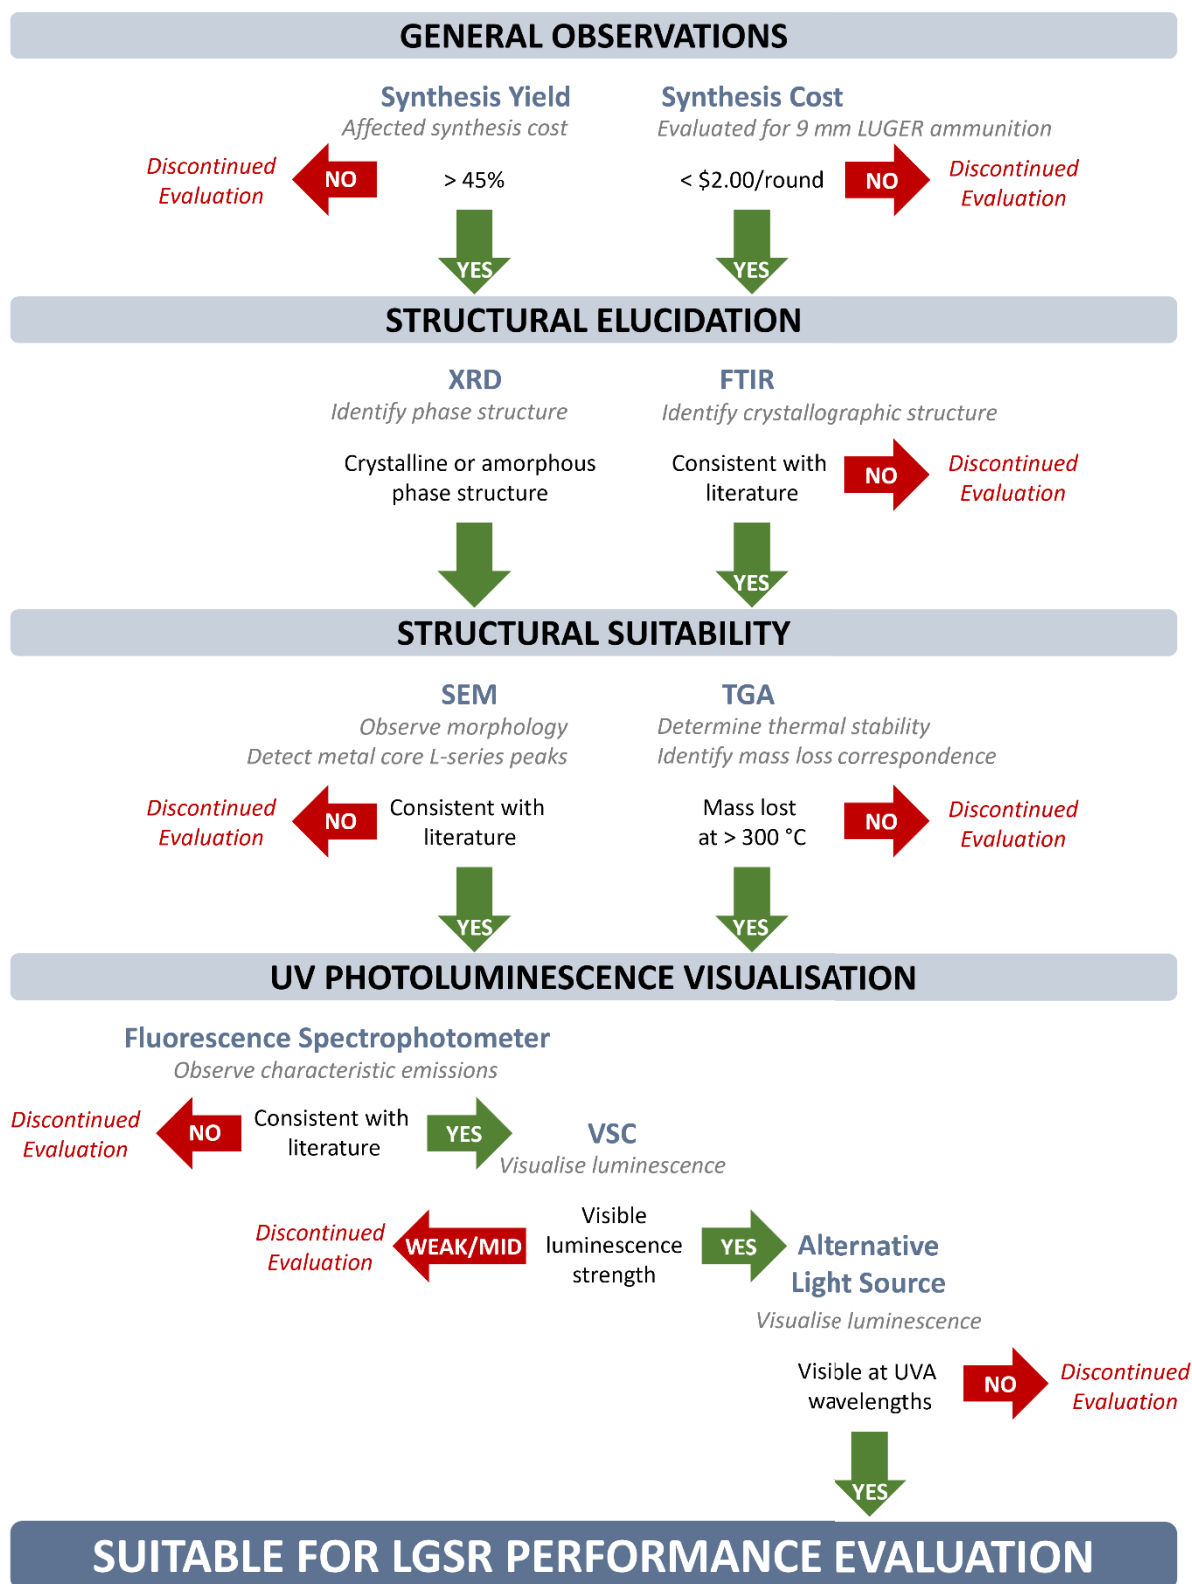 GENERAL OBSERVATIONS
Synthesis Yield
Affected synthesis cost
Discontinued
Evaluation
NO
> 45%
YES
Synthesis Cost
Evaluated for 9 mm LUGER ammunition
< $2.00/round
NO
Discontinued
Evaluation
YES
STRUCTURAL ELUCIDATION
XRD
Identify phase structure
Crystalline or amorphous
phase structure
FTIR
Identify crystallographic structure
Consistent with
literature
NO
Discontinued
Evaluation
YES
STRUCTURAL SUITABILITY
SEM
Observe morphology
Detect metal core L-series peaks
Discontinued
Evaluation
NO
Consistent with
literature
YES
TGA
Determine thermal stability
Identify mass loss correspondence
Mass lost
at > 300 °C
NO
Discontinued
Evaluation
YES
UV PHOTOLUMINESCENCE VISUALISATION
Fluorescence Spectrophotometer
Observe characteristic emissions
Discontinued
Evaluation
NO
Consistent with
literature
YES
VSC
Visualise luminescence
Discontinued
Evaluation
WEAK/MID
Visible
luminescence
strength
YES
Alternative
Light Source
Visualise luminescence
Visible at UVA
wavelengths
NO
Discontinued
Evaluation
YES
SUITABLE FOR LGSR PERFORMANCE EVALUATION